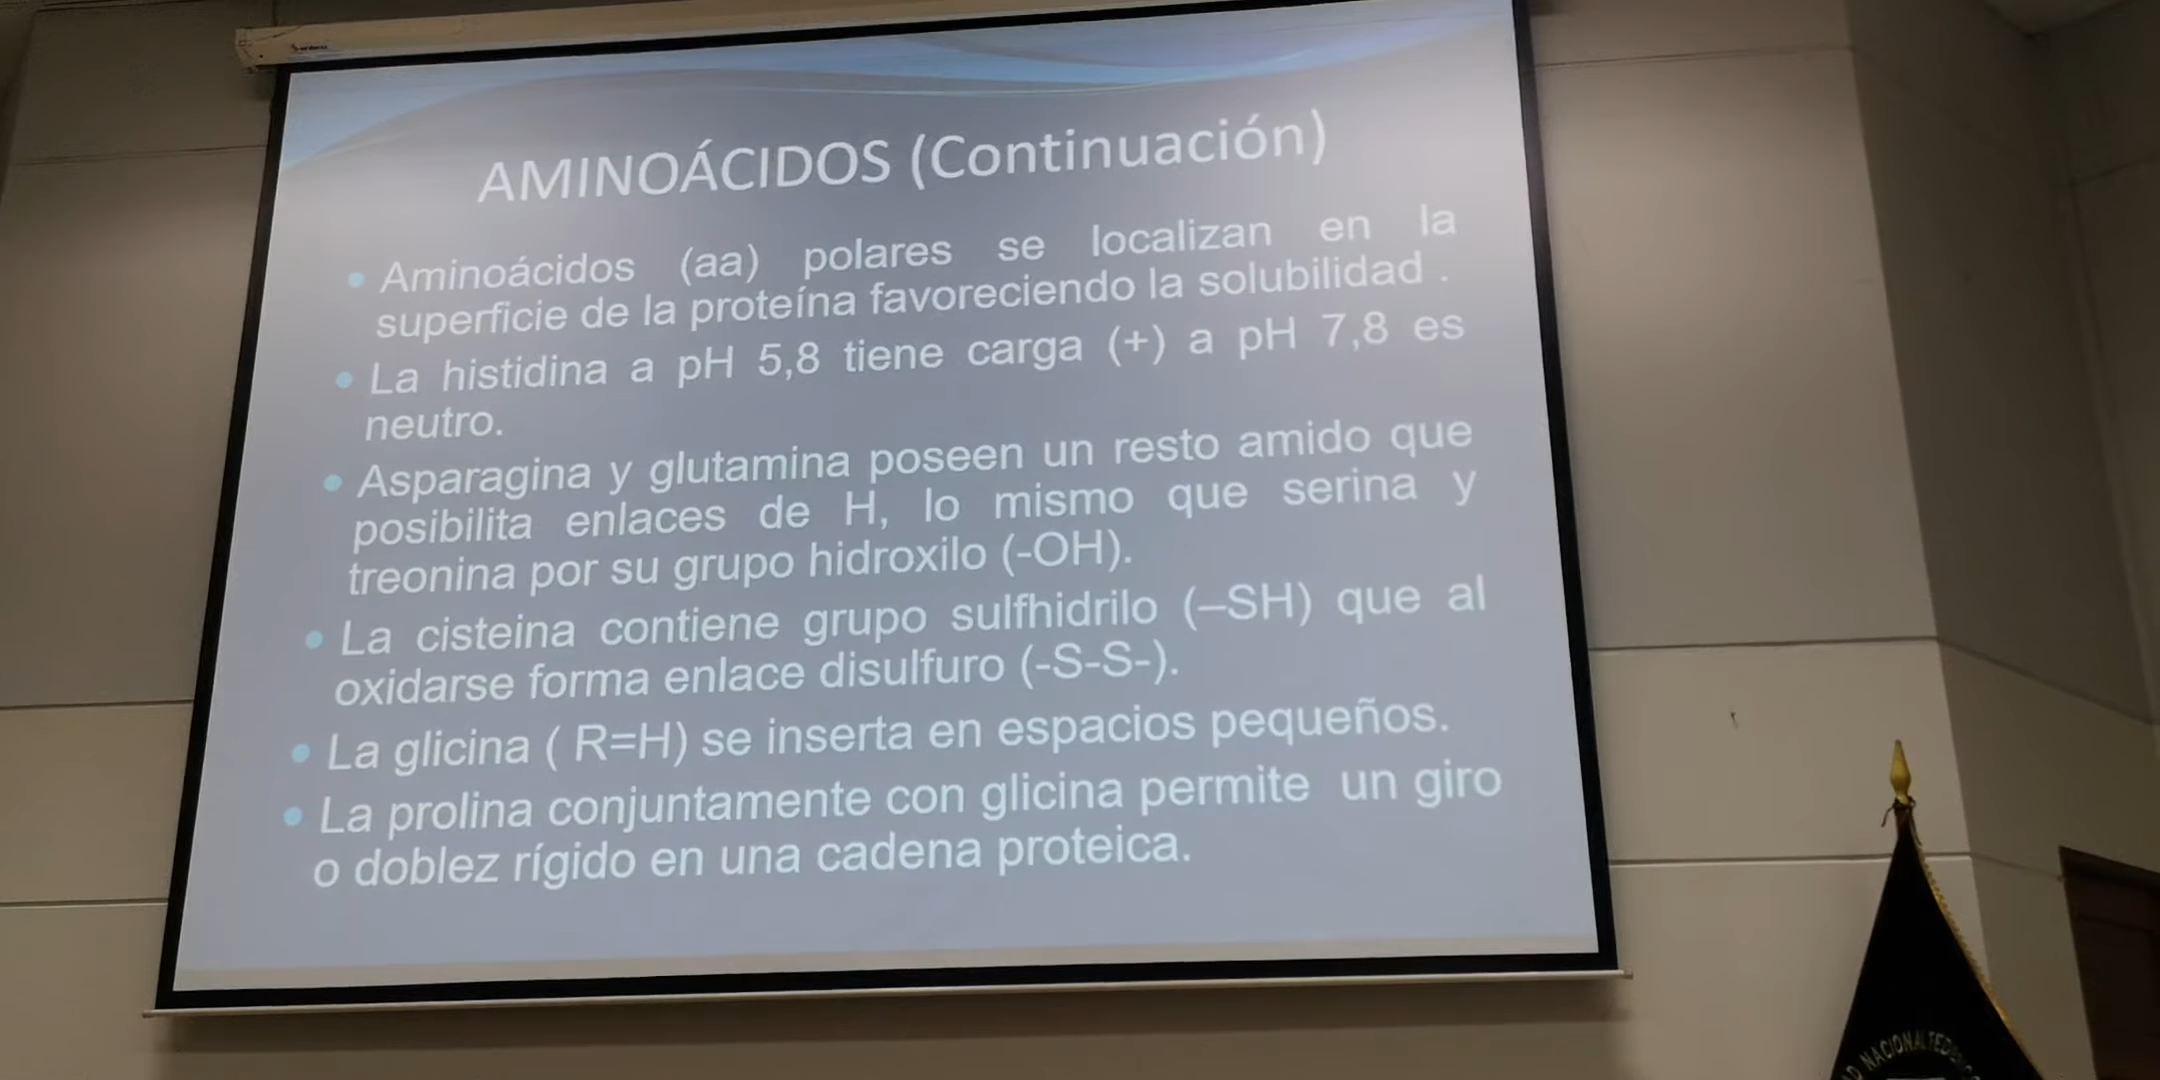 AMINOÁCIDOS (Continuación)
• Aminoácidos (aa) polares se localizan en la
superficie de la proteína favoreciendo la solubilidad .
• La histidina a pH 5,8 tiene carga (+) a pH 7,8 es
neutro.
• Asparagina y glutamina poseen un resto amido que
posibilita enlaces de H, lo mismo que serina y
treonina por su grupo hidroxilo (-OH).
• La cisteina contiene grupo sulfhidrilo (–SH) que al
oxidarse forma enlace disulfuro (-S-S-).
• La glicina ( R=H) se inserta en espacios pequeños.
• La prolina conjuntamente con glicina permite un giro
o doblez rígido en una cadena proteica.
NACIONAL